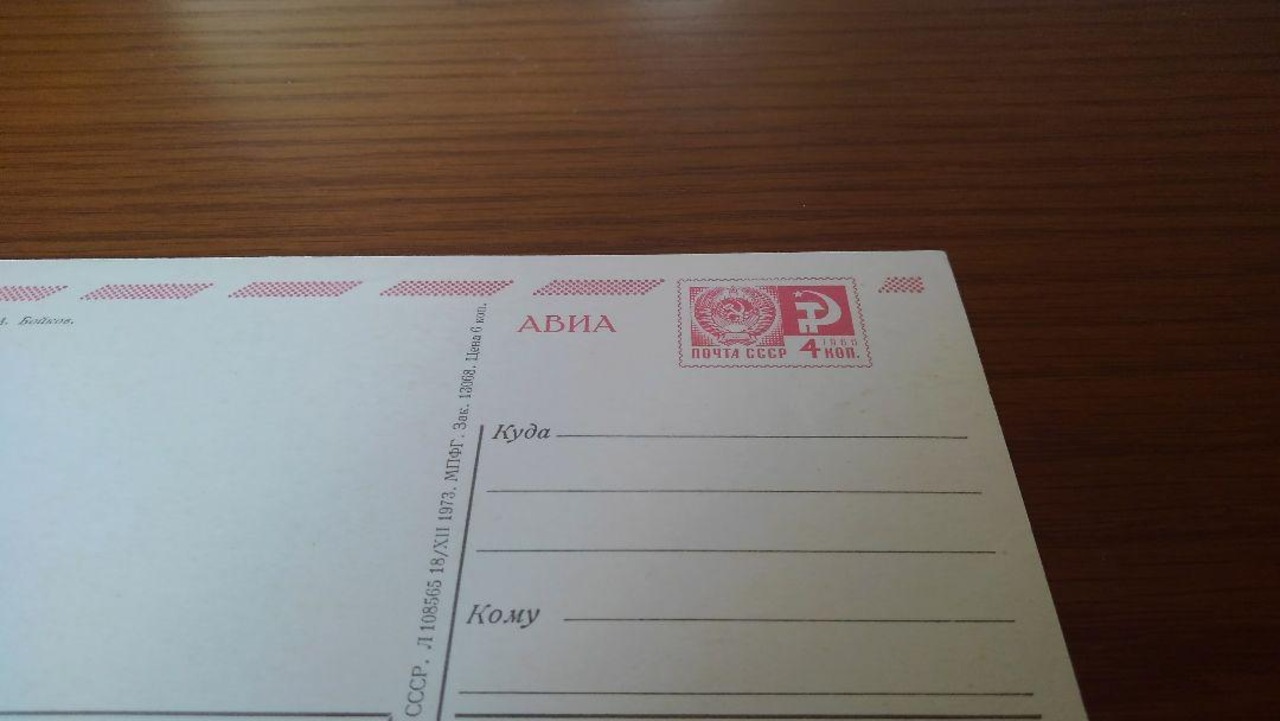 Бойков.
АВИА
1966
ПОЧТА СССР 4 КОП.
СССР. Л 108565 18/XII 1973. МПФГ. Зак. 13068. Цена 6 коп.
Куда
Кому